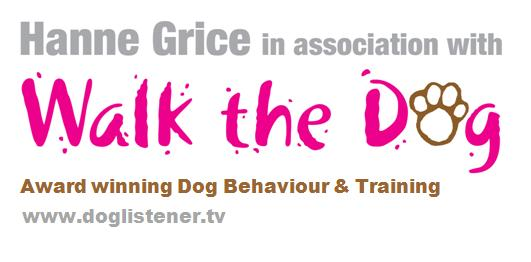 Hanne Grice in association with
Walk the Dog
Award winning Dog Behaviour & Training
www.doglistener.tv